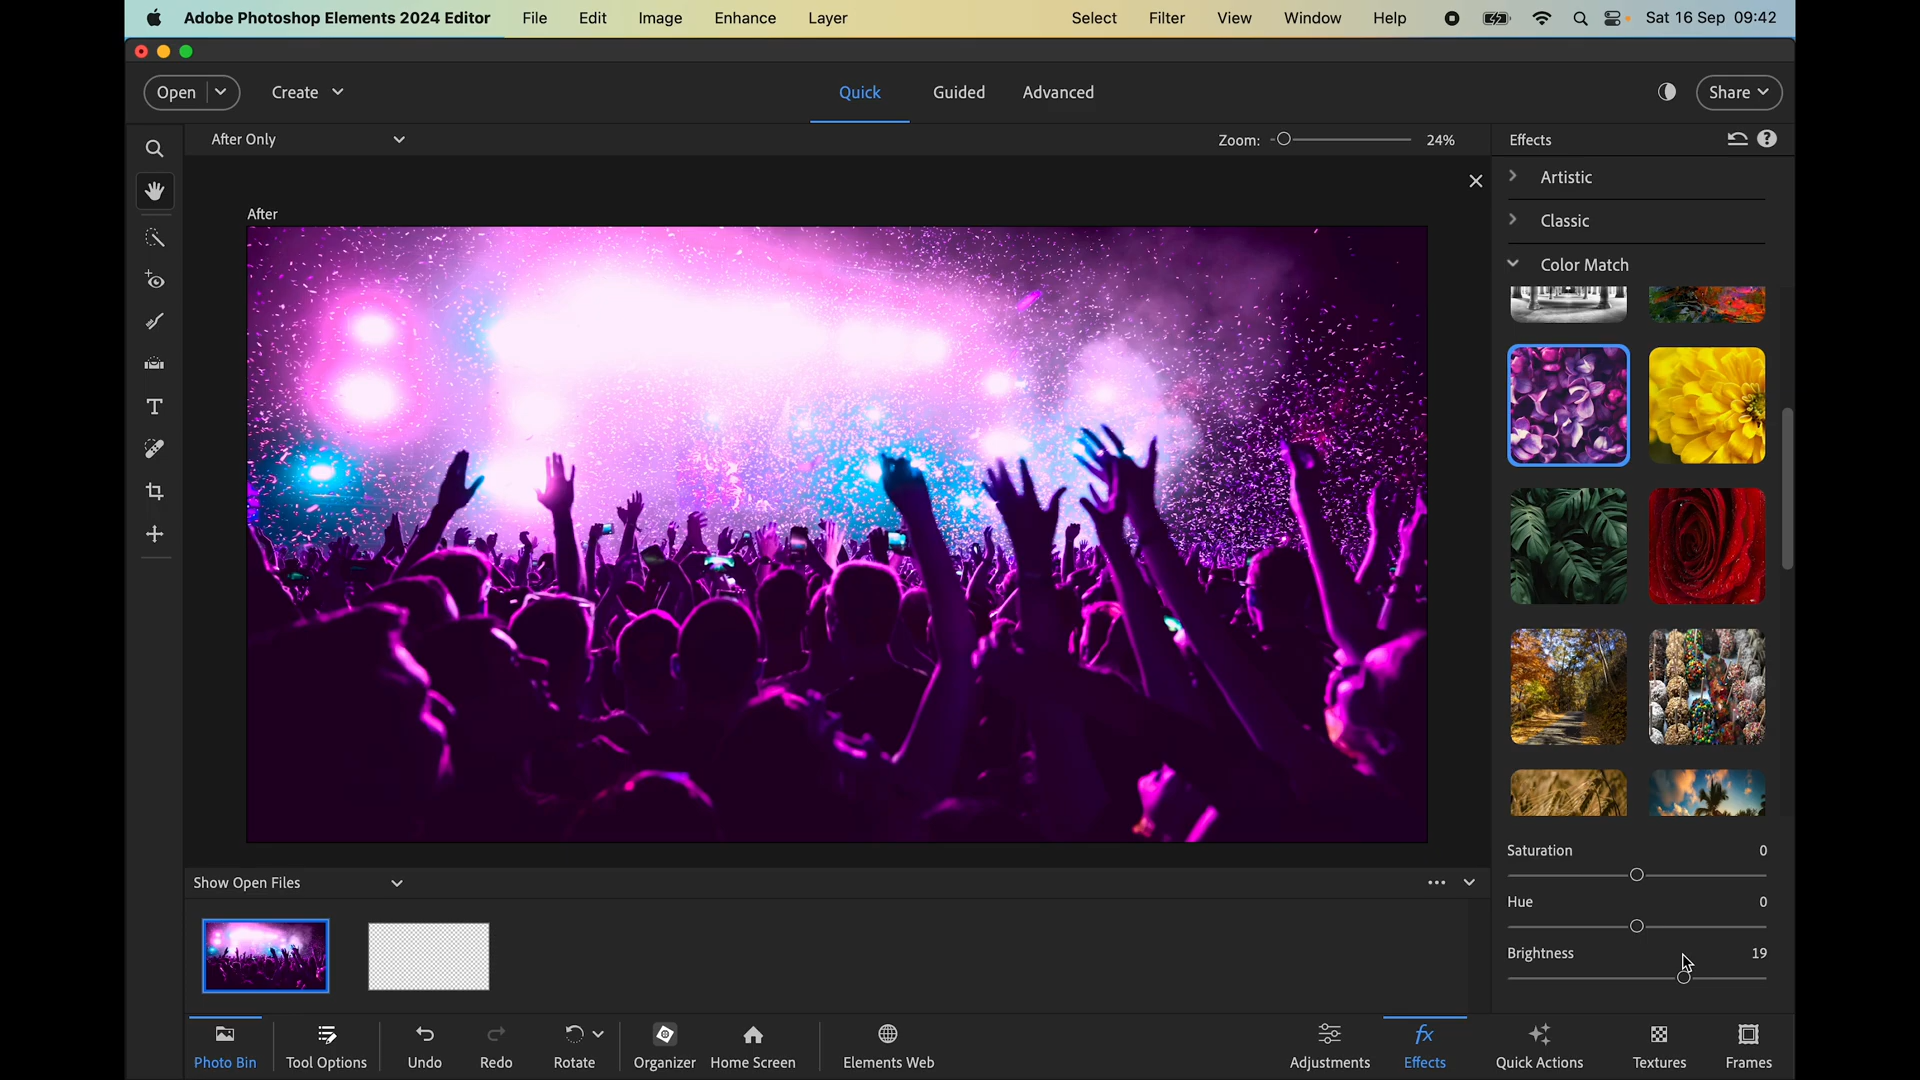 Adobe Photoshop Elements 2024 Editor File Edit Image Enhance Layer Select Filter View Window Help Sat 16 Sep 09:42
Open Create Quick Guided Advanced Share
After Only Zoom: 24% Effects
Artistic
After
Classic
Color Match
Saturation 0
Show Open Files
Hue 0
Brightness 19
Photo Bin Tool Options Undo Redo Rotate Organizer Home Screen Elements Web Adjustments Effects Quick Actions Textures Frames